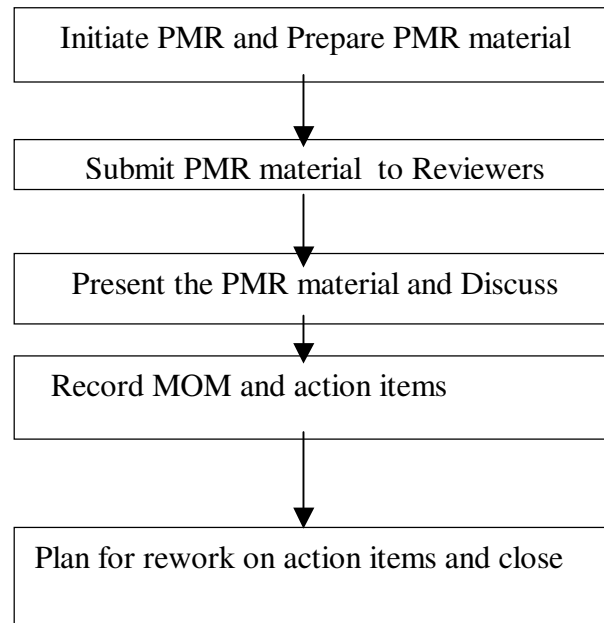 Initiate PMR and Prepare PMR material
Submit PMR material to Reviewers
Present the PMR material and Discuss
Record MOM and action items
Plan for rework on action items and close